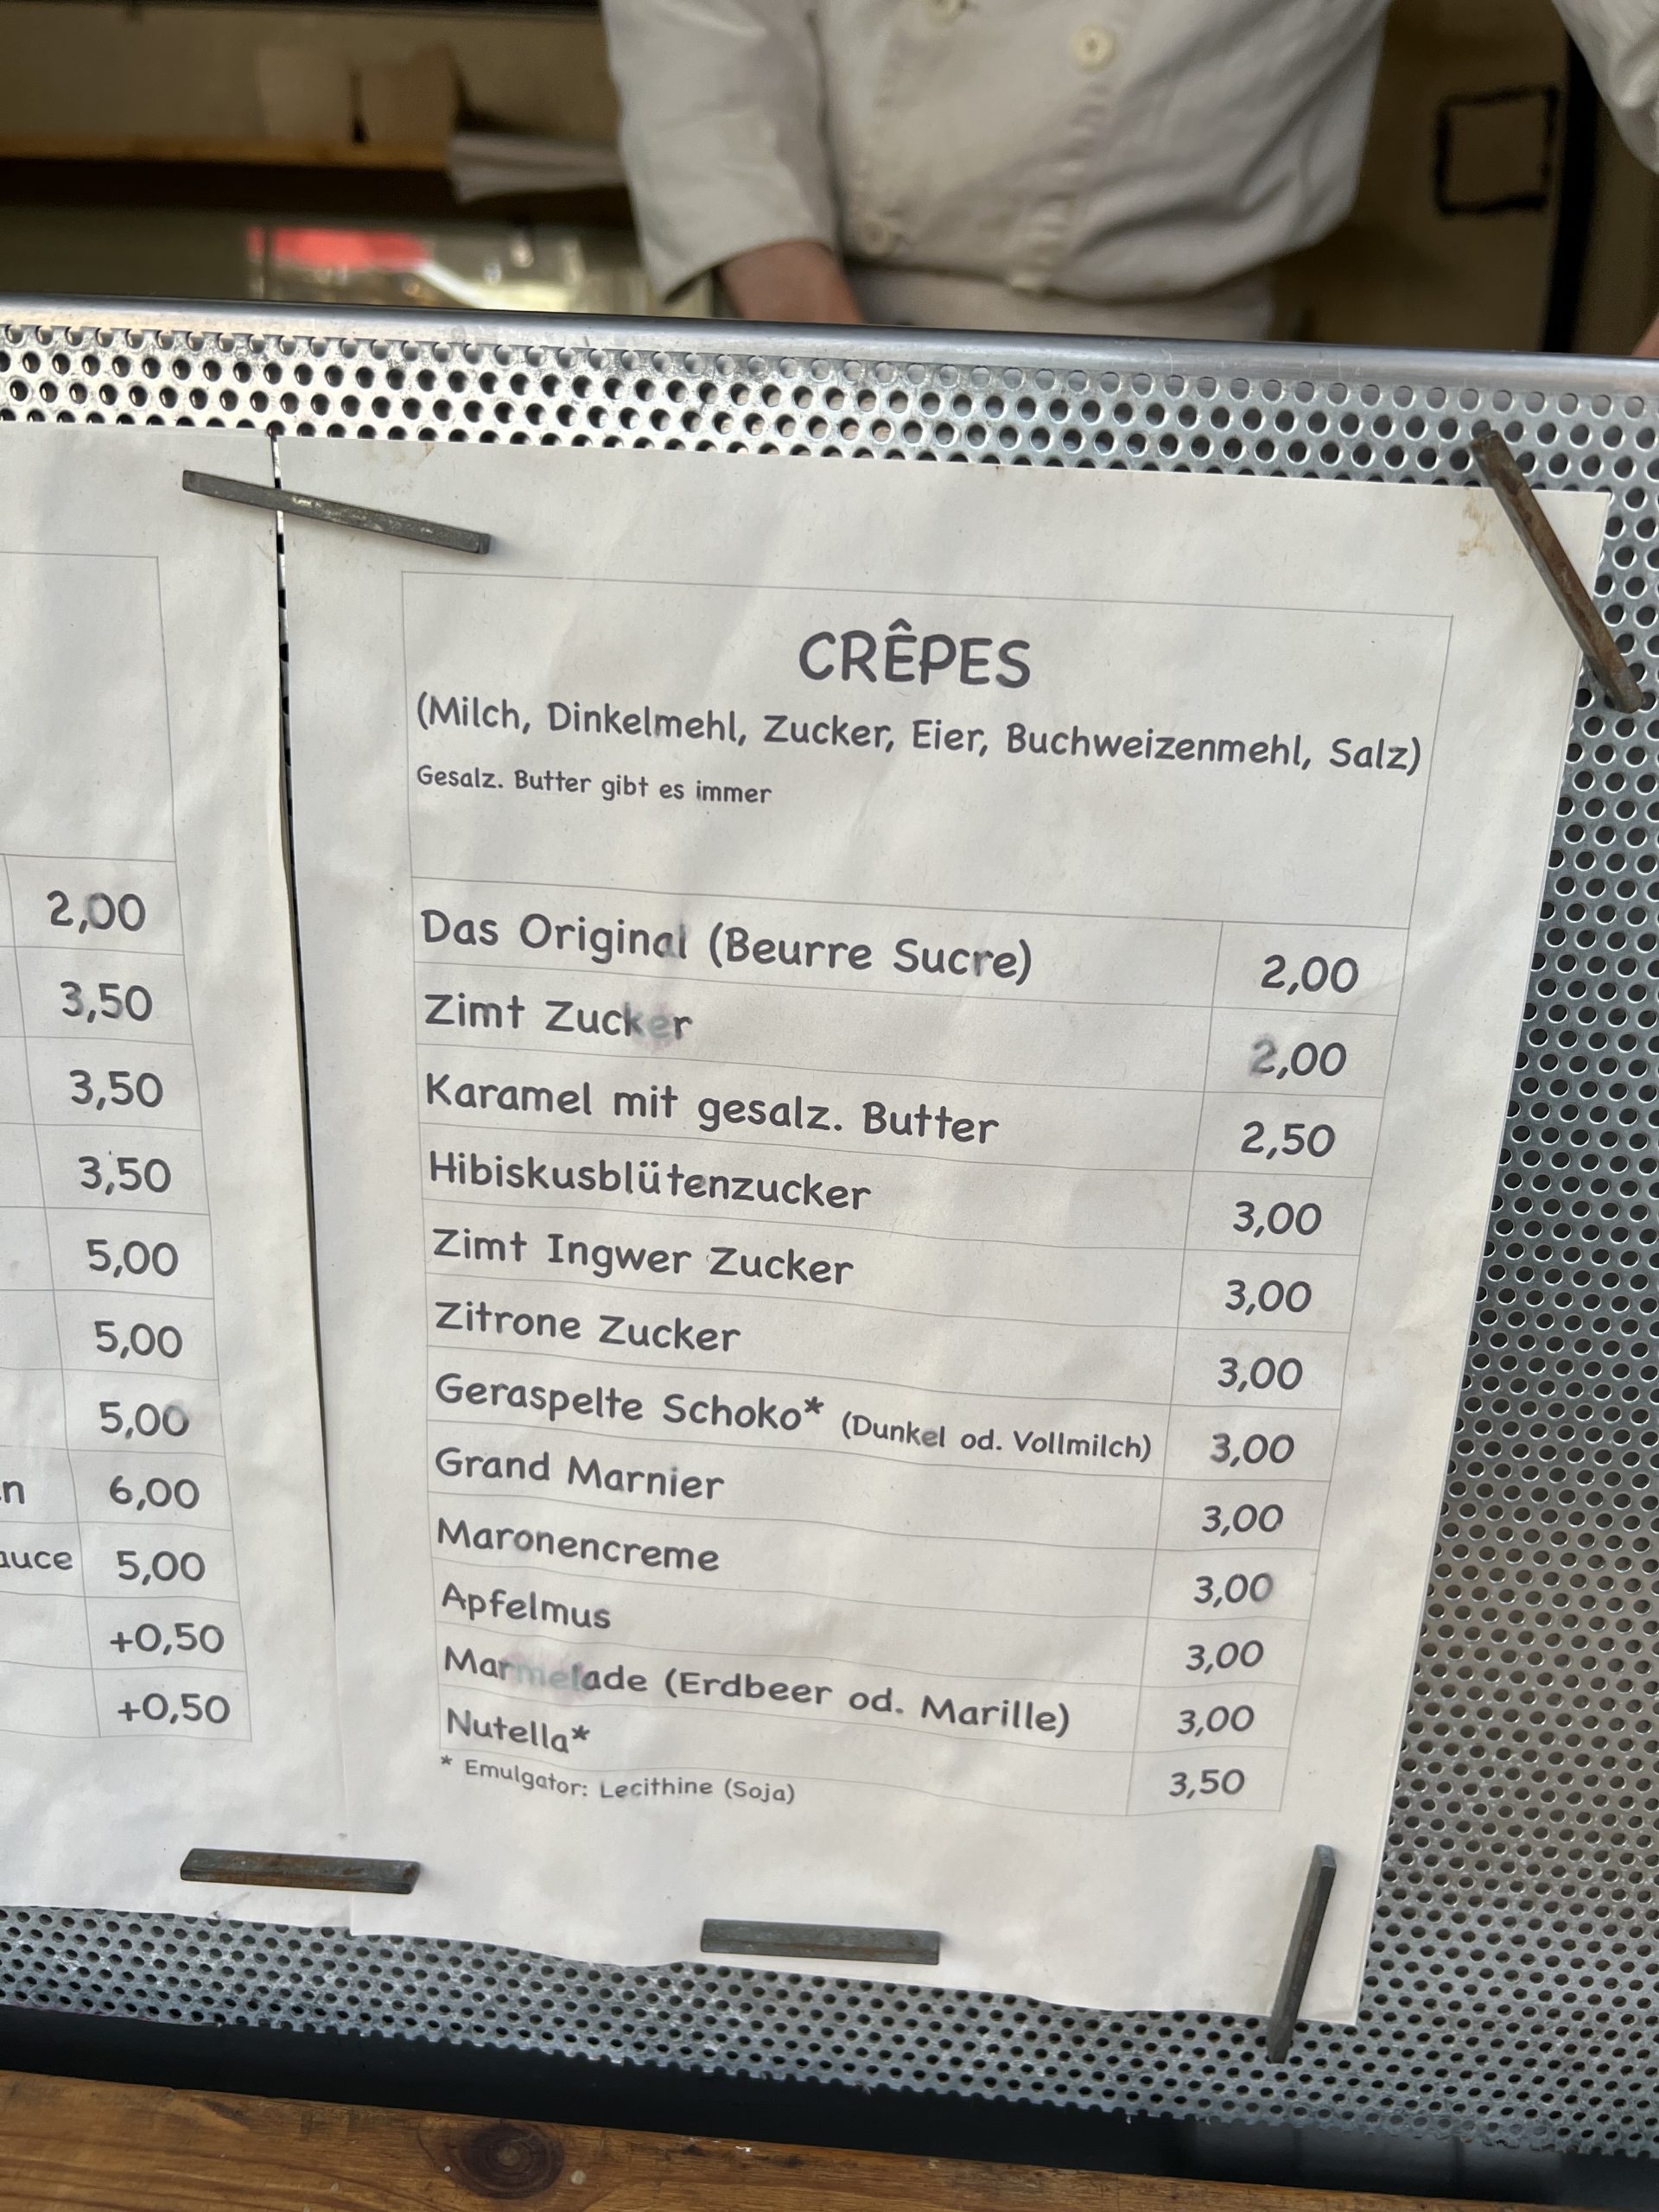 2,00
3,50
3,50
3,50
5,00
5,00
5,00
n 6,00
auce 5,00
+0,50
+0,50
CRÊPES
(Milch, Dinkelmehl, Zucker, Eier, Buchweizenmehl, Salz)
Gesalz. Butter gibt es immer
Das Original (Beurre Sucre) 2,00
Zimt Zucker 2,00
Karamel mit gesalz. Butter 2,50
Hibiskusblütenzucker 3,00
Zimt Ingwer Zucker 3,00
Zitrone Zucker 3,00
Geraspelte Schoko* (Dunkel od. Vollmilch) 3,00
Grand Marnier 3,00
Maronencreme 3,00
Apfelmus 3,00
Marmelade (Erdbeer od. Marille) 3,00
Nutella* 3,50
* Emulgator: Lecithine (Soja)